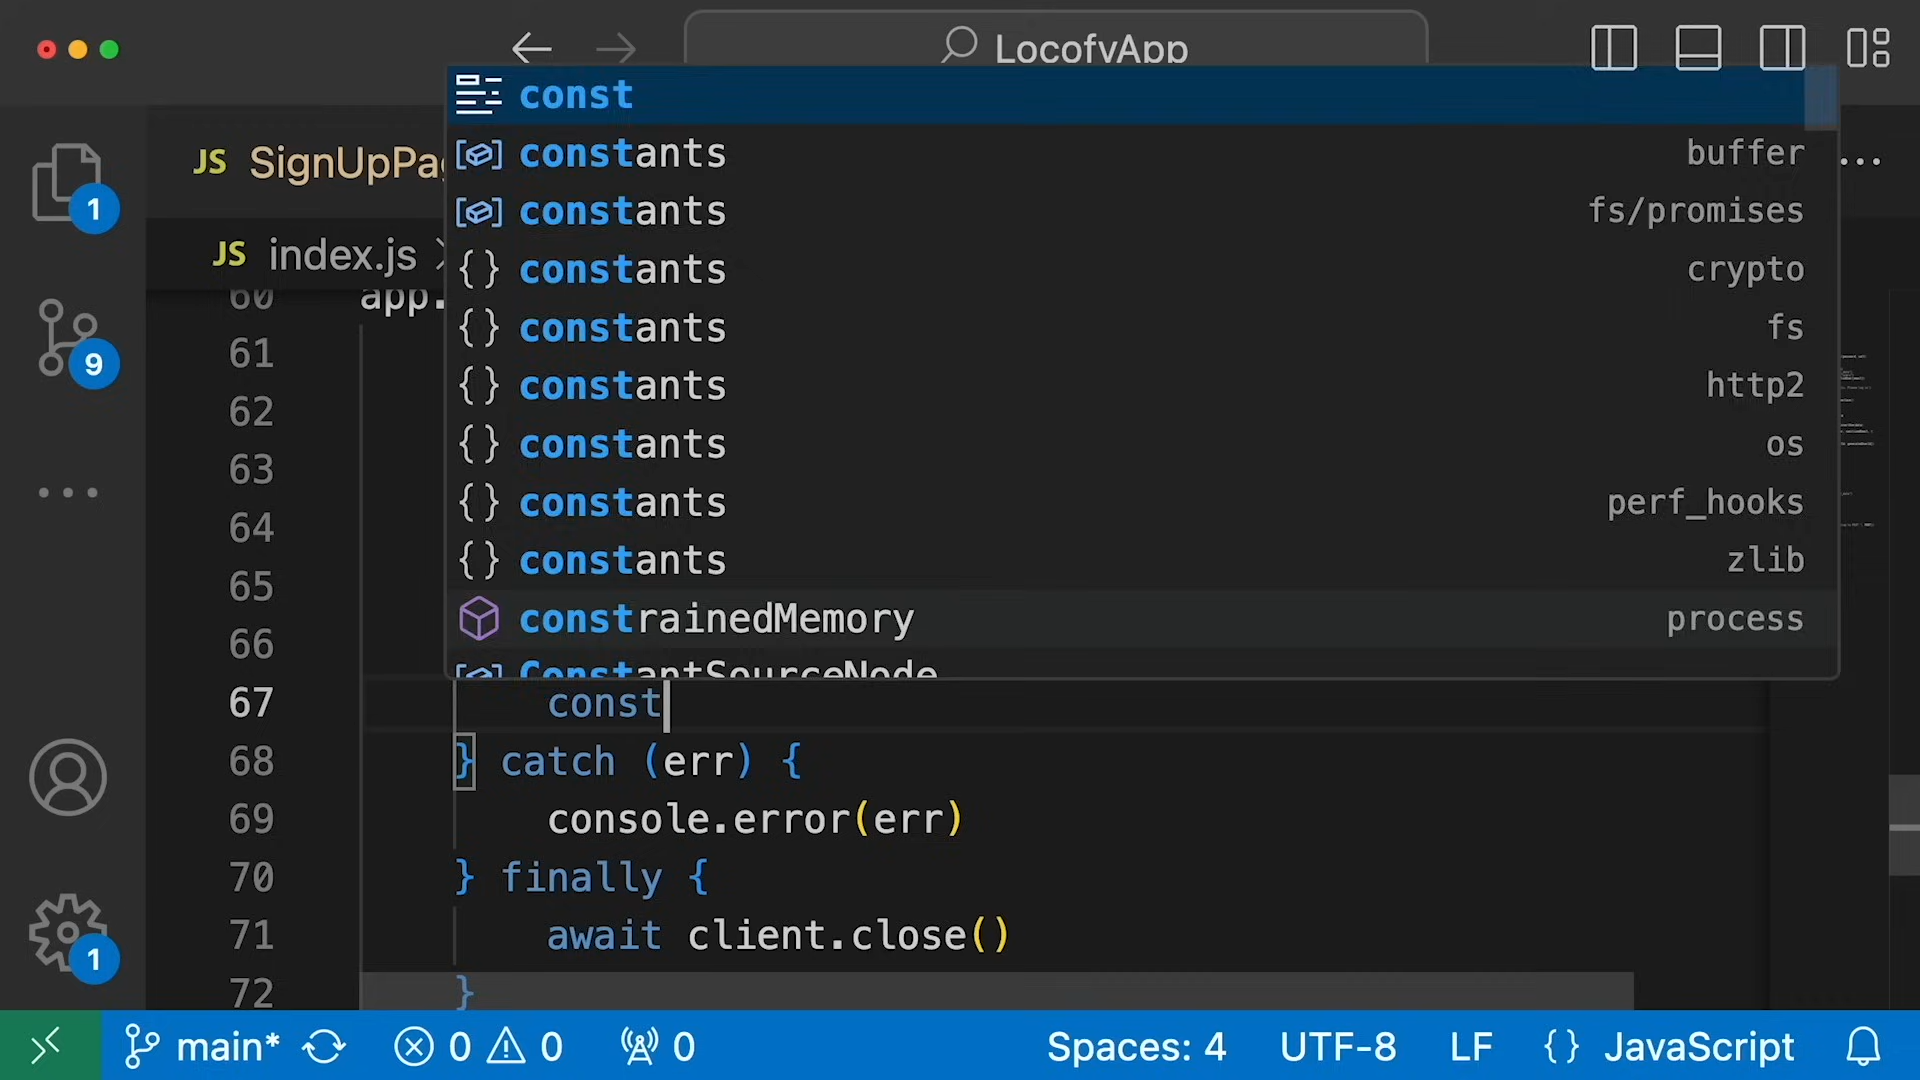 LocofyApp
const
constants buffer
constants fs/promises
constants crypto
constants fs
constants http2
constants os
constants perf_hooks
constants zlib
constrainedMemory process
ConstantSourceNode
JS SignUpPag
...
JS index.js
1
9
1
60 app.
61
62
63
64
65
66
67 const
68 } catch (err) {
69 console.error(err)
70 } finally {
71 await client.close()
72 }
main* 0 0 0 Spaces: 4 UTF-8 LF {} JavaScript